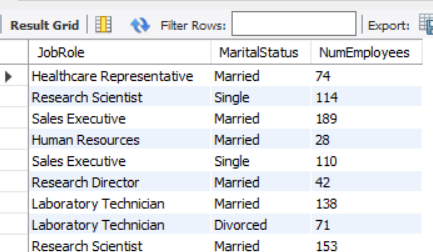 Result Grid Filter Rows: Export:
JobRole MaritalStatus NumEmployees
Healthcare Representative Married 74
Research Scientist Single 114
Sales Executive Married 189
Human Resources Married 28
Sales Executive Single 110
Research Director Married 42
Laboratory Technician Married 138
Laboratory Technician Divorced 71
Research Scientist Married 153